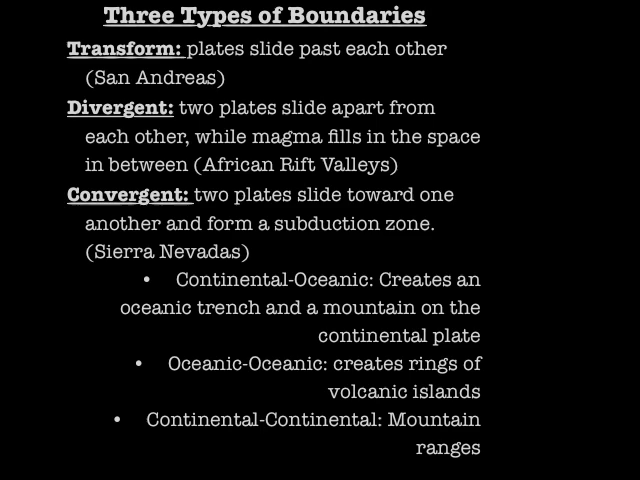 Three Types of Boundaries
Transform: plates slide past each other
(San Andreas)
Divergent: two plates slide apart from
each other, while magma fills in the space
in between (African Rift Valleys)
Convergent: two plates slide toward one
another and form a subduction zone.
(Sierra Nevadas)
• Continental-Oceanic: Creates an
oceanic trench and a mountain on the
continental plate
• Oceanic-Oceanic: creates rings of
volcanic islands
• Continental-Continental: Mountain
ranges